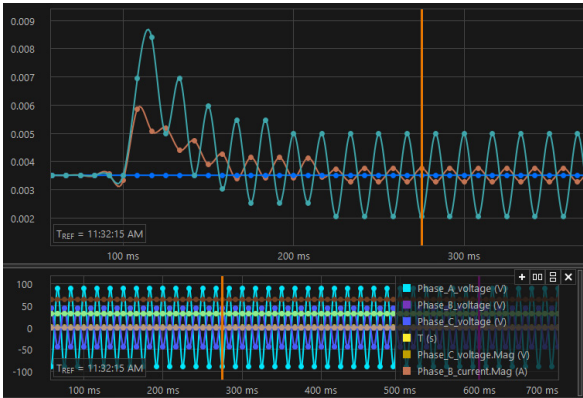 0.009
0.008
0.007
0.006
0.005
0.004
0.003
0.002
TREF = 11:32:15 AM
100 ms 200 ms 300 ms
100
50
0
-50
-100
Phase_A_voltage (V)
Phase_B_voltage (V)
Phase_C_voltage (V)
T (s)
Phase_C_voltage.Mag (V)
Phase_B_current.Mag (A)
TREF = 11:32:15 AM
100 ms 200 ms 300 ms 400 ms 500 ms 600 ms 700 ms